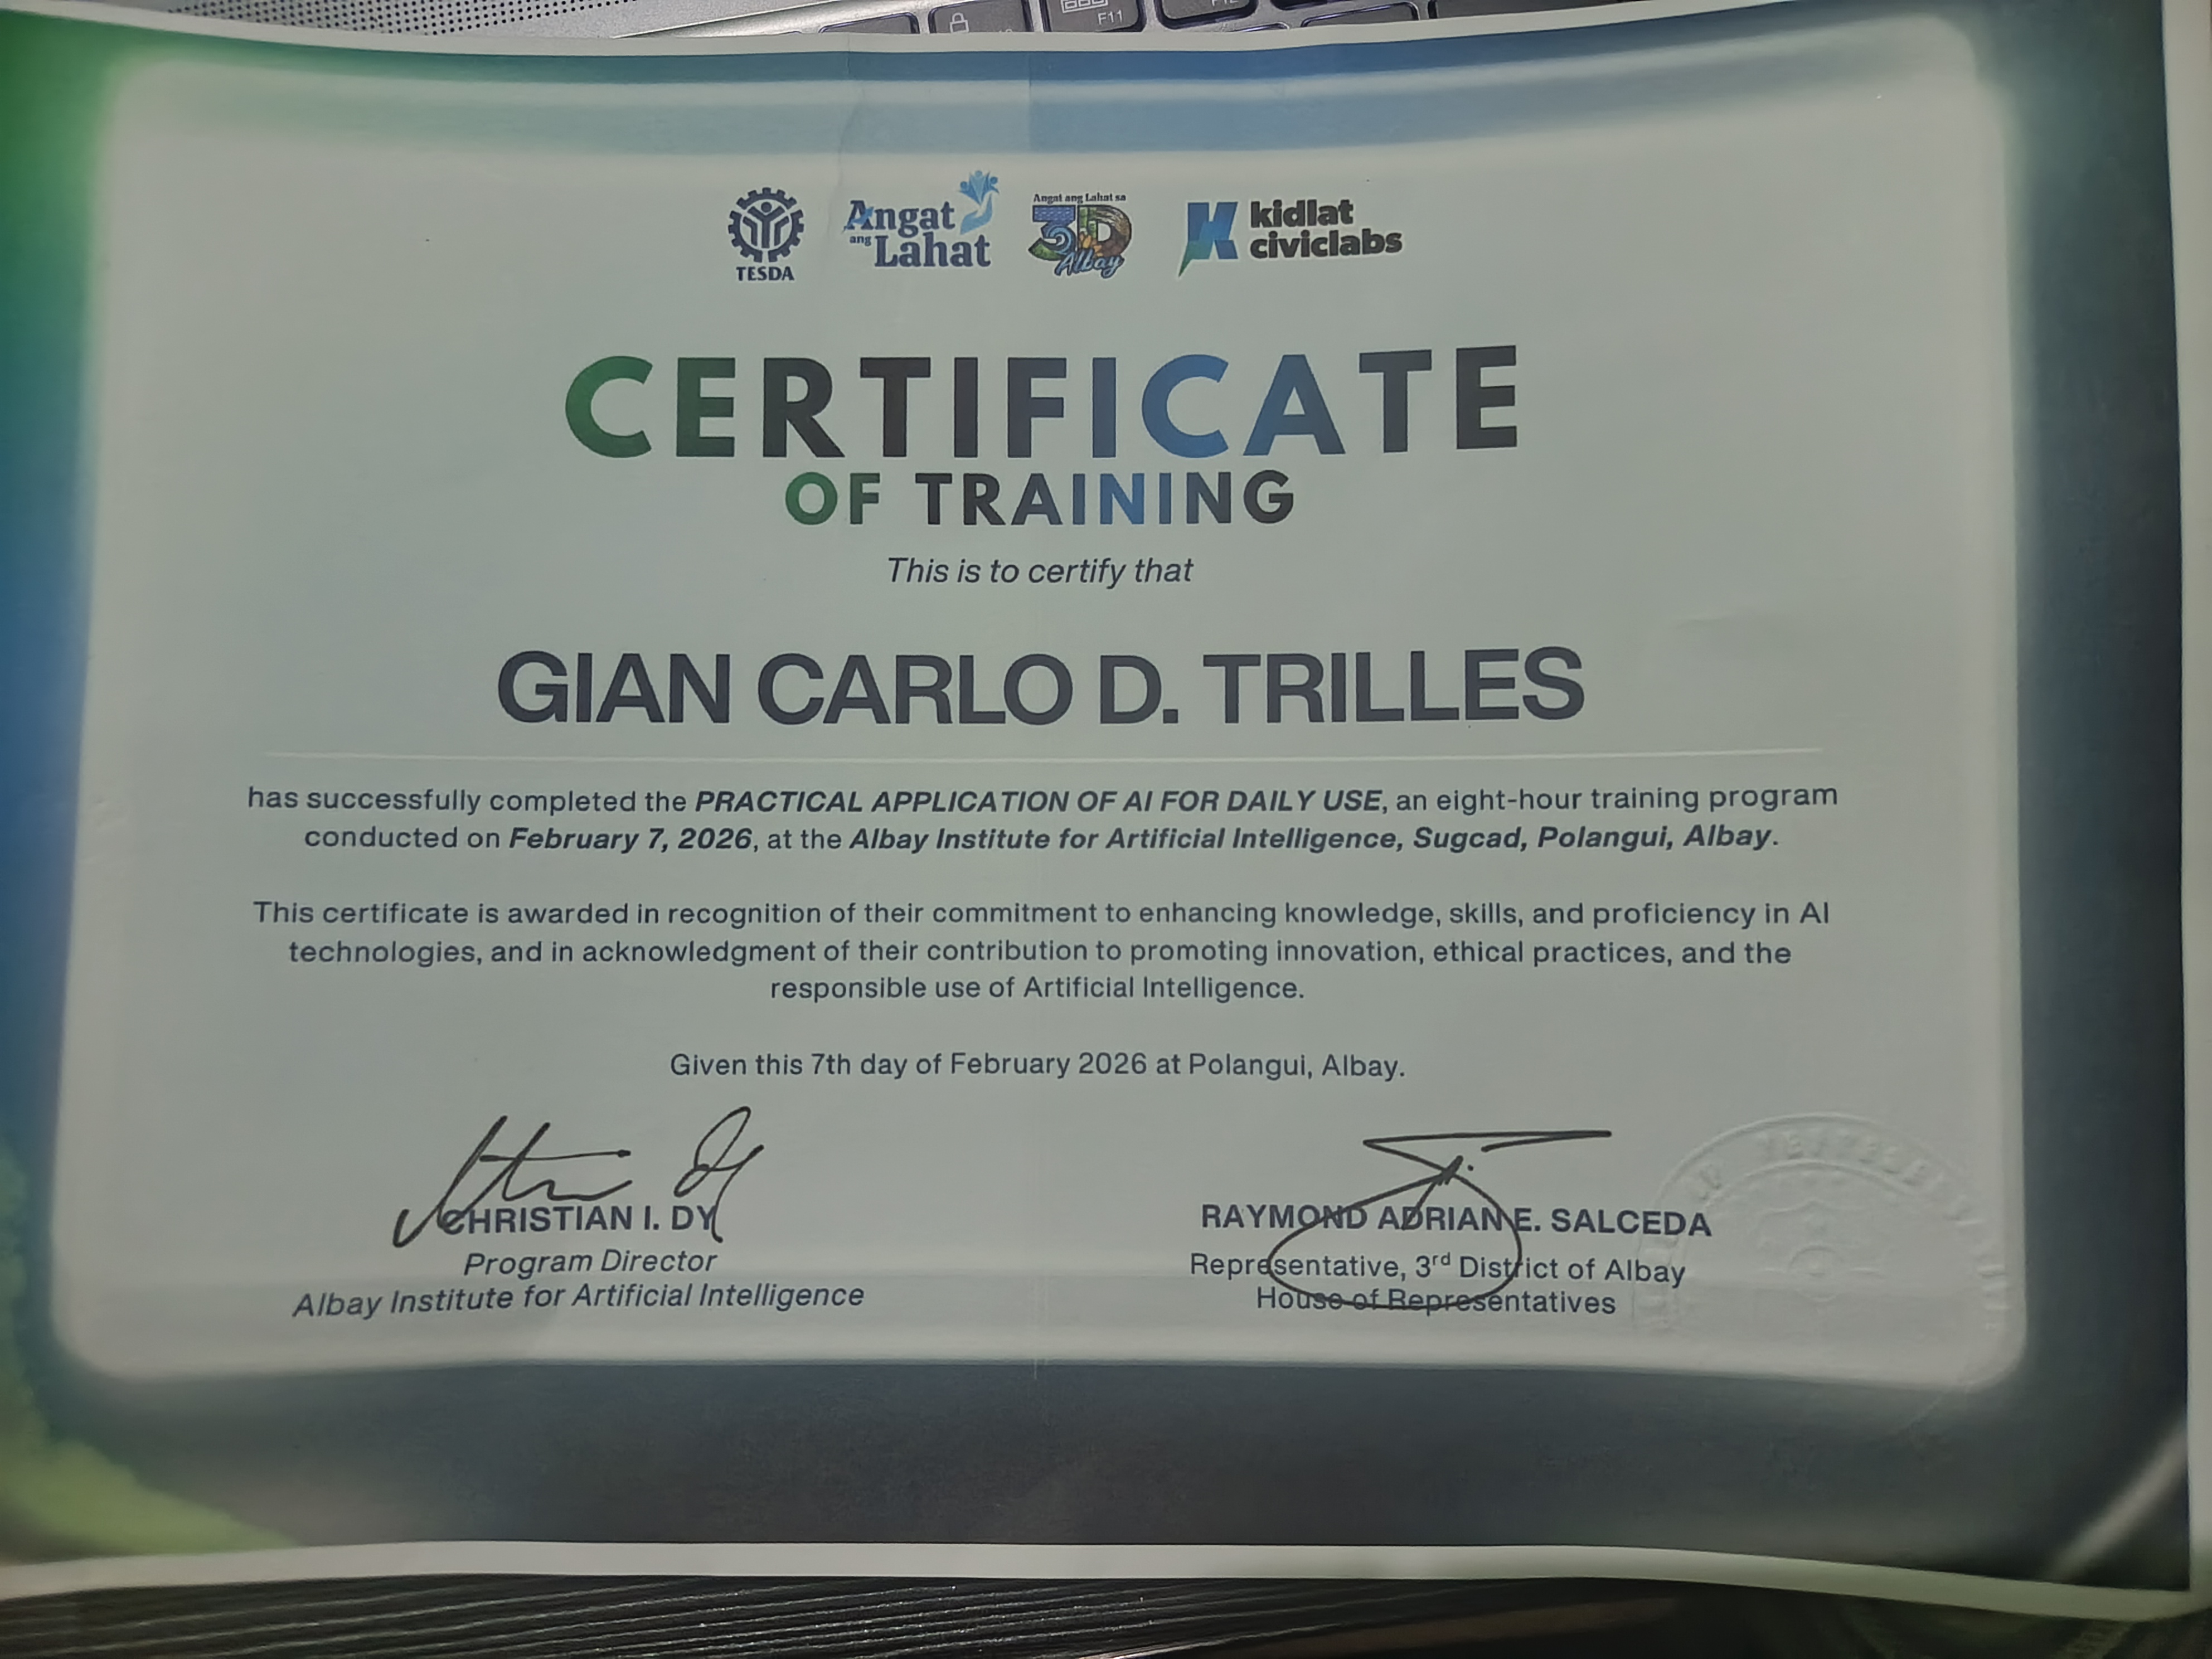 F11
TESDA
Angat
ang Lahat
Angat ang Lahat sa
3D
Albay
kidlat
civiclabs
CERTIFICATE
OF TRAINING
This is to certify that
GIAN CARLO D. TRILLES
has successfully completed the PRACTICAL APPLICATION OF AI FOR DAILY USE, an eight-hour training program
conducted on February 7, 2026, at the Albay Institute for Artificial Intelligence, Sugcad, Polangui, Albay.
This certificate is awarded in recognition of their commitment to enhancing knowledge, skills, and proficiency in AI
technologies, and in acknowledgment of their contribution to promoting innovation, ethical practices, and the
responsible use of Artificial Intelligence.
Given this 7th day of February 2026 at Polangui, Albay.
CHRISTIAN I. DY
Program Director
Albay Institute for Artificial Intelligence
RAYMOND ADRIAN E. SALCEDA
Representative, 3rd District of Albay
House of Representatives